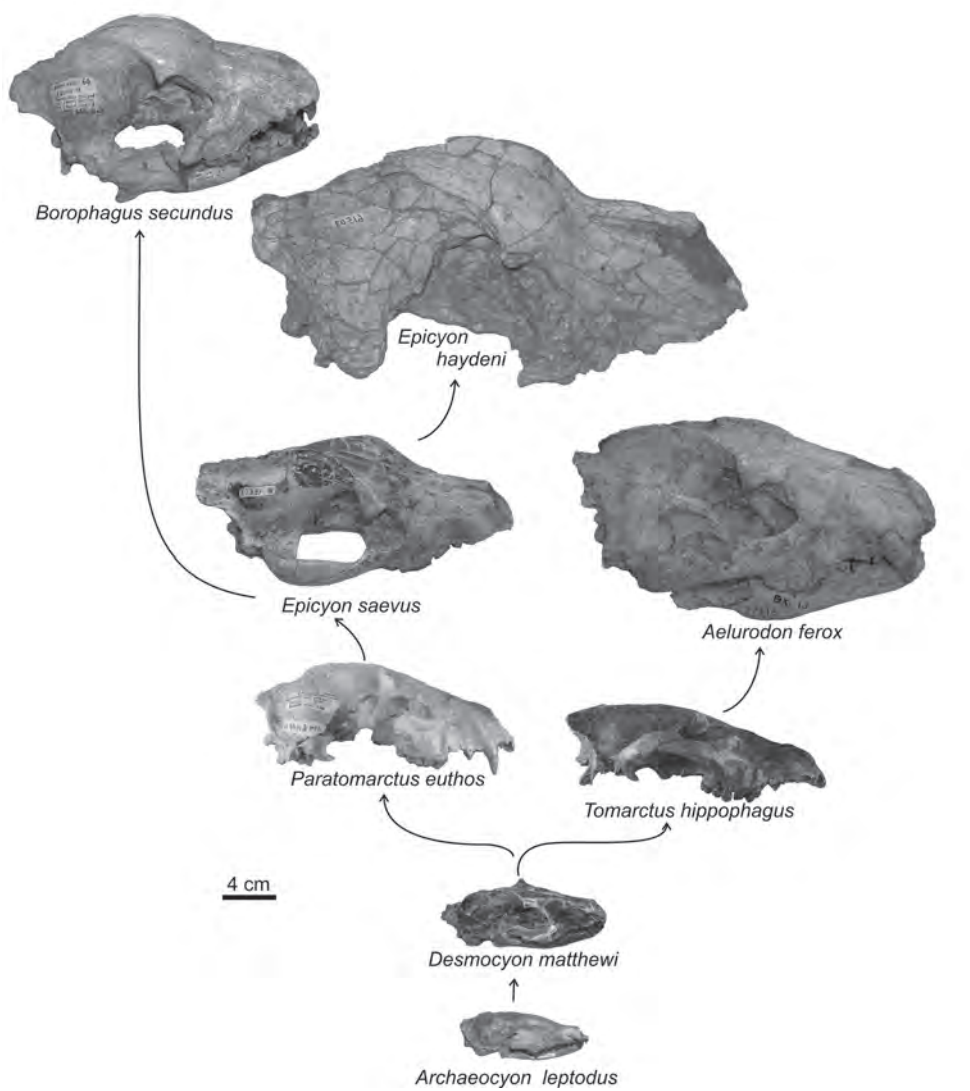 Borophagus secundus
Epicyon
haydeni
Epicyon saevus
Aelurodon ferox
Paratomarctus euthos
Tomarctus hippophagus
4 cm
Desmocyon matthewi
Archaeocyon leptodus